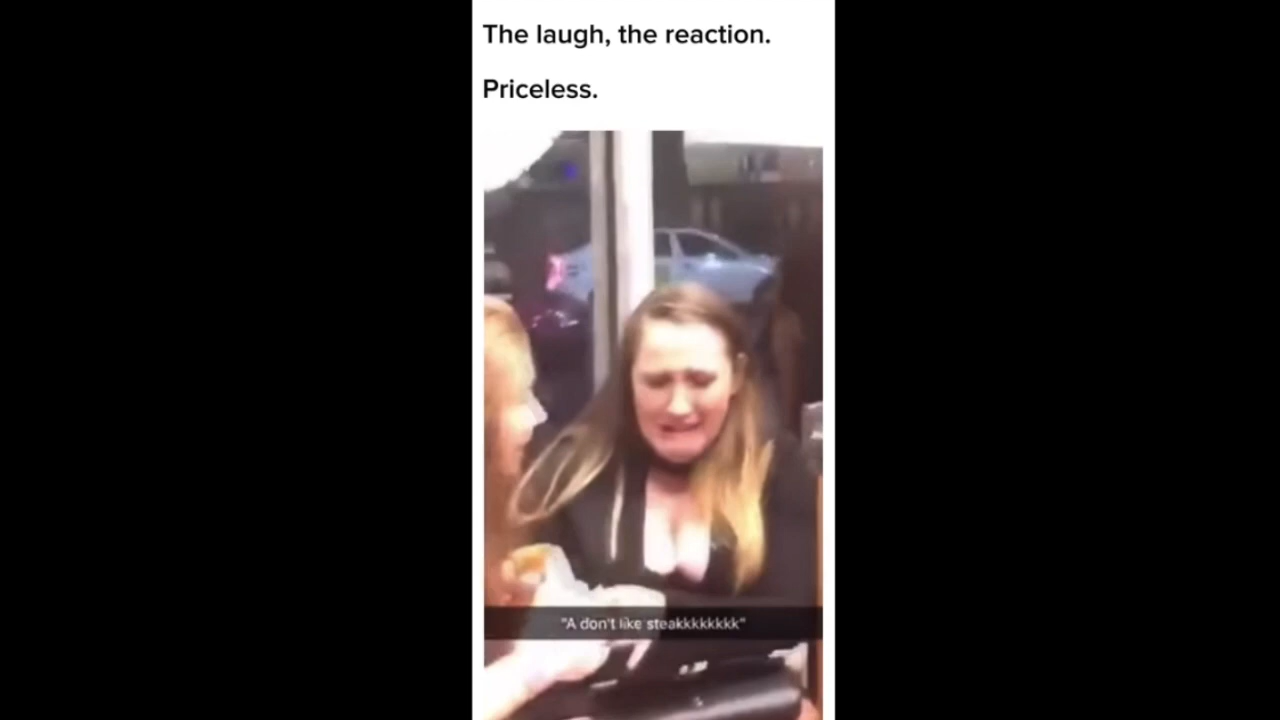 The laugh, the reaction.
Priceless.
"A don't like steakkkkkkkk"